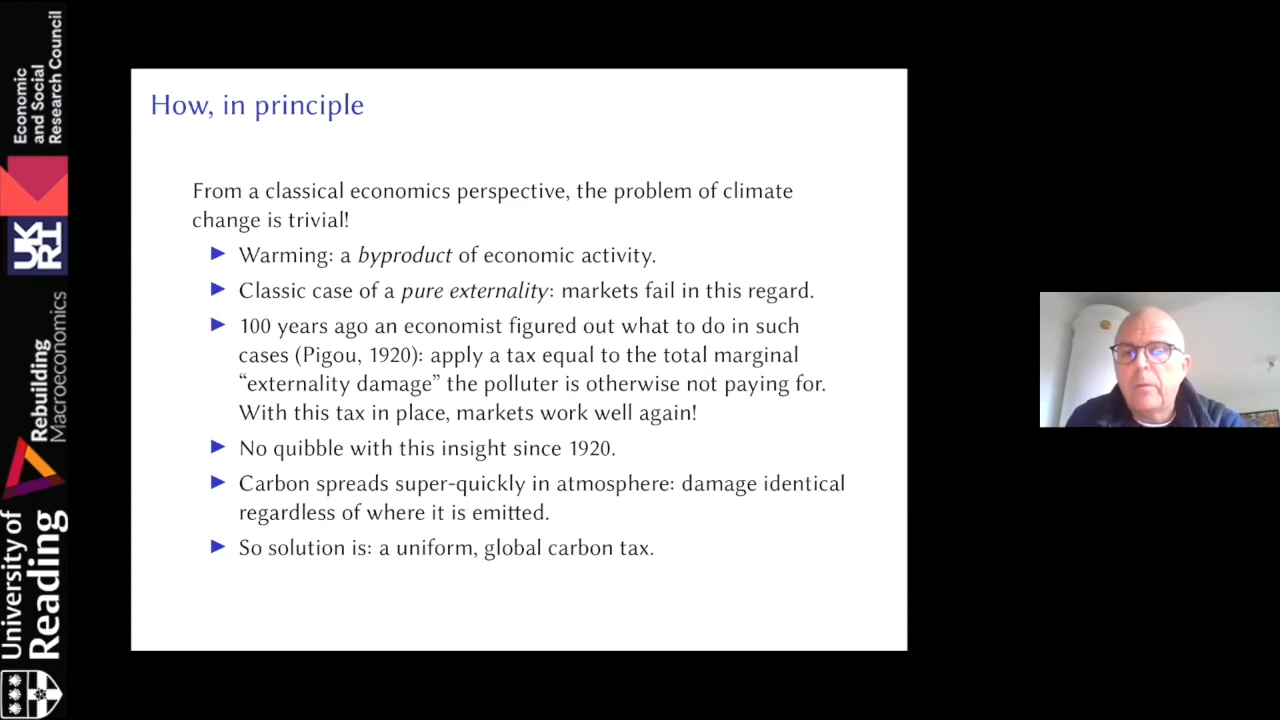 How, in principle
From a classical economics perspective, the problem of climate
change is trivial!
▶ Warming: a byproduct of economic activity.
▶ Classic case of a pure externality: markets fail in this regard.
▶ 100 years ago an economist figured out what to do in such
cases (Pigou, 1920): apply a tax equal to the total marginal
“externality damage” the polluter is otherwise not paying for.
With this tax in place, markets work well again!
▶ No quibble with this insight since 1920.
▶ Carbon spreads super-quickly in atmosphere: damage identical
regardless of where it is emitted.
▶ So solution is: a uniform, global carbon tax.
University of
Reading
Rebuilding
Macroeconomics
UK
RI
Economic
and Social
Research Council